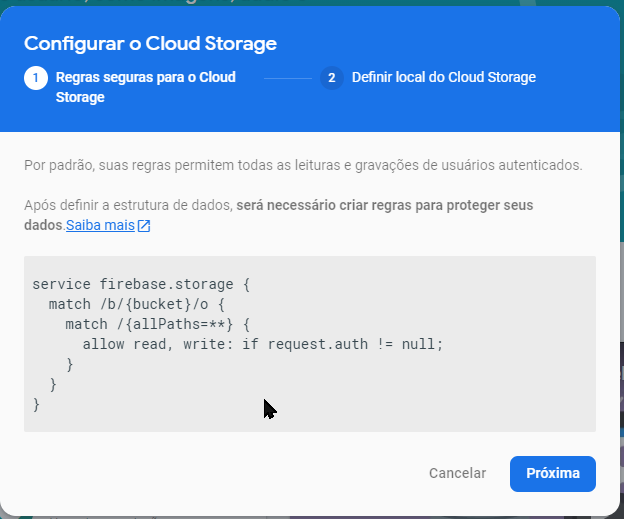 Configurar o Cloud Storage
1 Regras seguras para o Cloud Storage
2 Definir local do Cloud Storage
Por padrão, suas regras permitem todas as leituras e gravações de usuários autenticados.
Após definir a estrutura de dados, será necessário criar regras para proteger seus
dados.Saiba mais
service firebase.storage {
  match /b/{bucket}/o {
    match /{allPaths=**} {
      allow read, write: if request.auth != null;
    }
  }
}
Cancelar Próxima